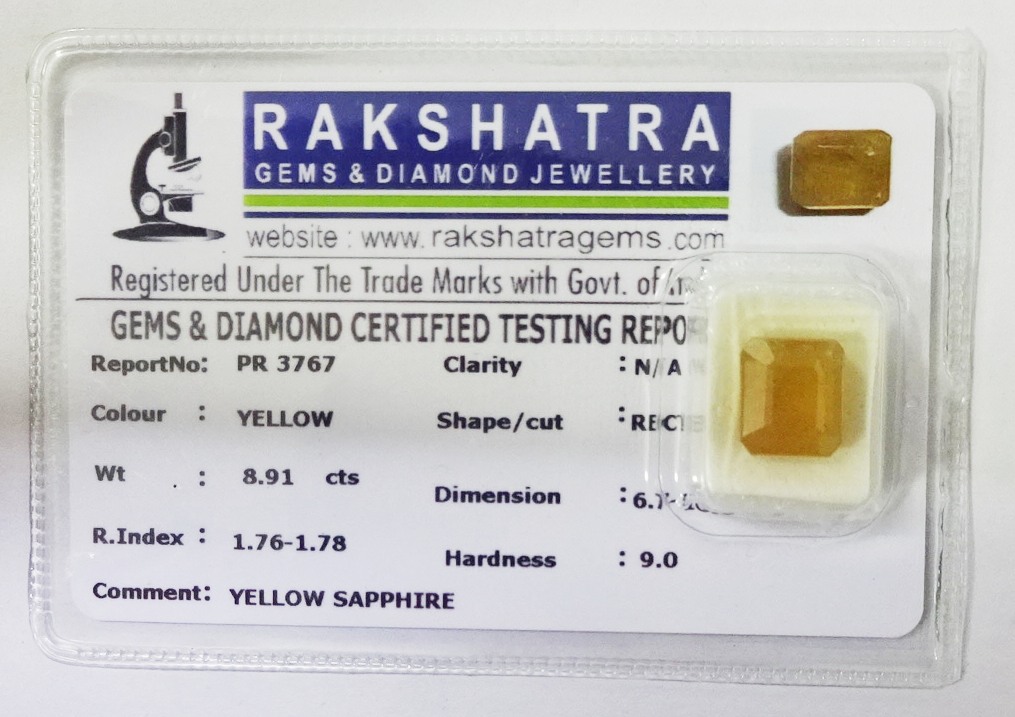 RAKSHATRA
GEMS & DIAMOND JEWELLERY
website : www. rakshatragems .com
Registered Under The Trade Marks with Govt. of
GEMS & DIAMOND CERTIFIED TESTING
ReportNo: PR 3767 Clarity : N/A
Colour : YELLOW Shape/cut :
Wt : 8.91 cts Dimension :
R.Index : 1.76-1.78 Hardness : 9.0
Comment: YELLOW SAPPHIRE